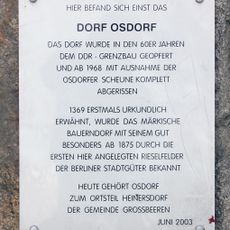 HIER BEFAND SICH EINST DAS
DORF OSDORF
DAS DORF WURDE IN DEN 60ER JAHREN
DEM DDR - GRENZBAU GEOPFERT
UND AB 1968 MIT AUSNAHME DER
OSDORFER SCHEUNE KOMPLETT
ABGERISSEN
1369 ERSTMALS URKUNDLICH
ERWÄHNT, WURDE DAS MÄRKISCHE
BAUERNDORF MIT SEINEM GUT
BESONDERS AB 1875 DURCH DIE
ERSTEN HIER ANGELEGTEN RIESELFELDER
DER BERLINER STADTGÜTER BEKANNT
HEUTE GEHÖRT OSDORF
ZUM ORTSTEIL HEINERSDORF
DER GEMEINDE GROSSBEEREN
JUNI 2003